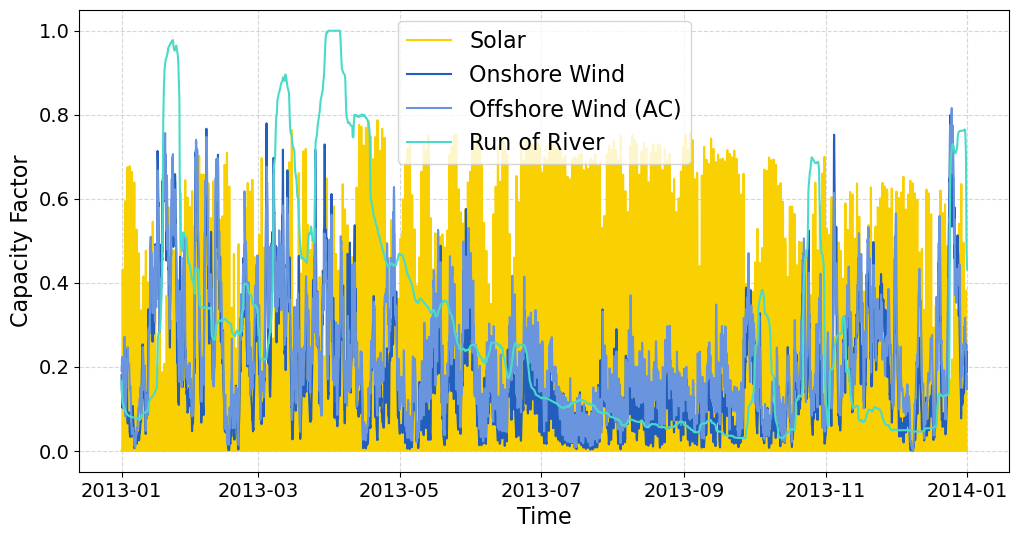 Capacity Factor
1.0
0.8
0.6
0.4
0.2
0.0
Solar
Onshore Wind
Offshore Wind (AC)
Run of River
2013-01
2013-03
2013-05
2013-07
2013-09
2013-11
2014-01
Time